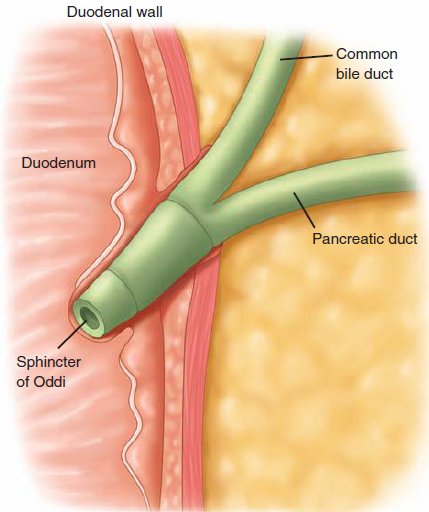 Duodenal wall
Common
bile duct
Duodenum
Pancreatic duct
Sphincter
of Oddi